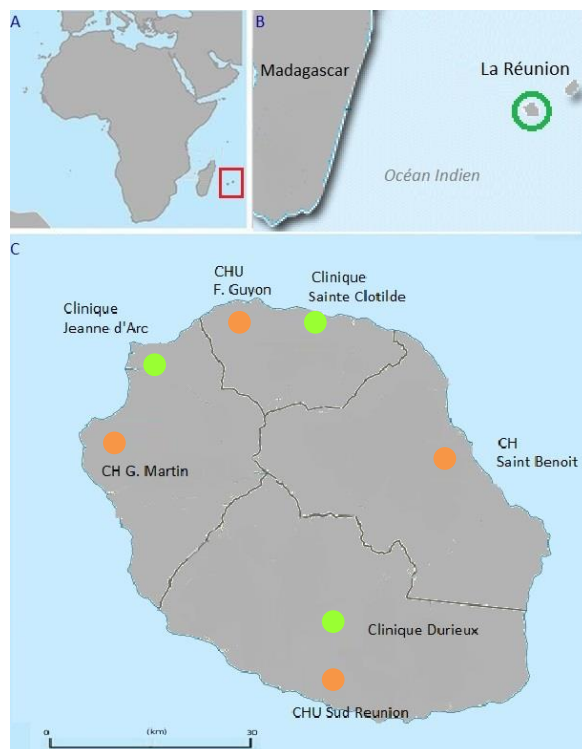 A
B
Madagascar
La Réunion
Océan Indien
C
CHU
F. Guyon
Clinique
Sainte Clotilde
Clinique
Jeanne d'Arc
CH G. Martin
CH
Saint Benoit
Clinique Durieux
CHU Sud Reunion
0 (km) 30